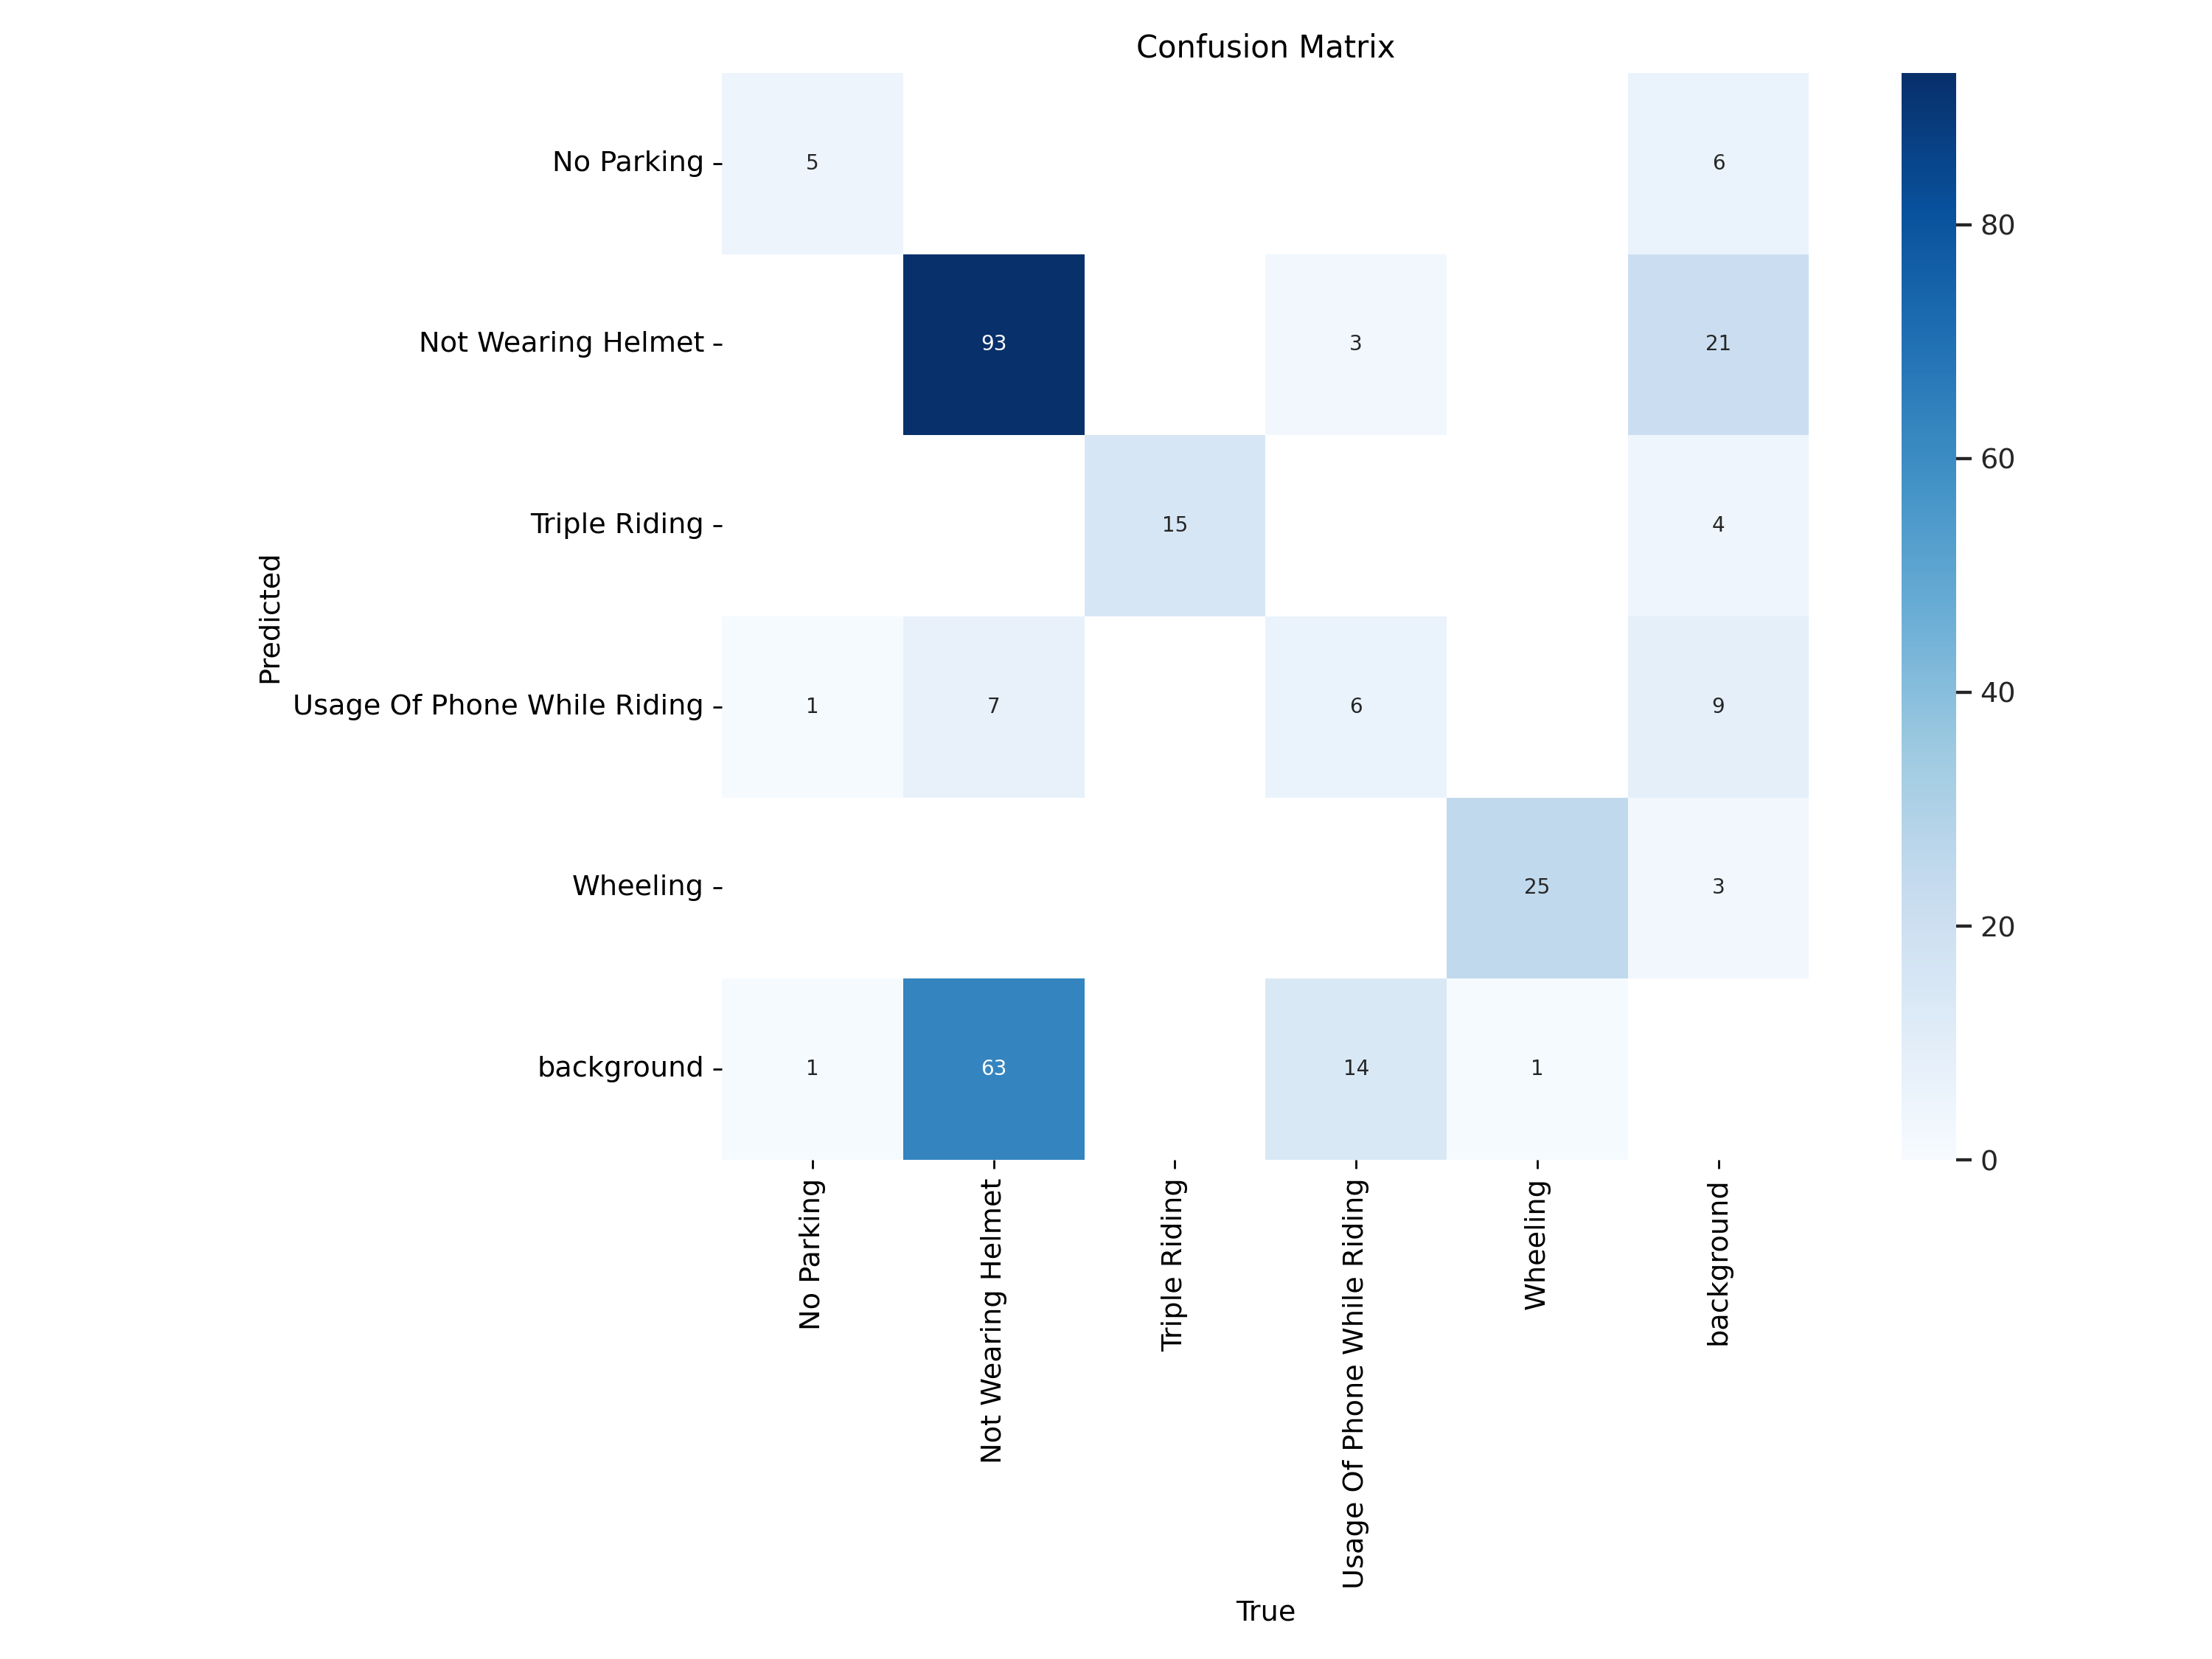 Confusion Matrix
No Parking
5
6
80
Not Wearing Helmet
93
3
21
60
Triple Riding
15
4
Predicted
40
Usage Of Phone While Riding
1
7
6
9
Wheeling
25
3
20
background
1
63
14
1
0
No Parking
Not Wearing Helmet
Triple Riding
Usage Of Phone While Riding
Wheeling
background
True